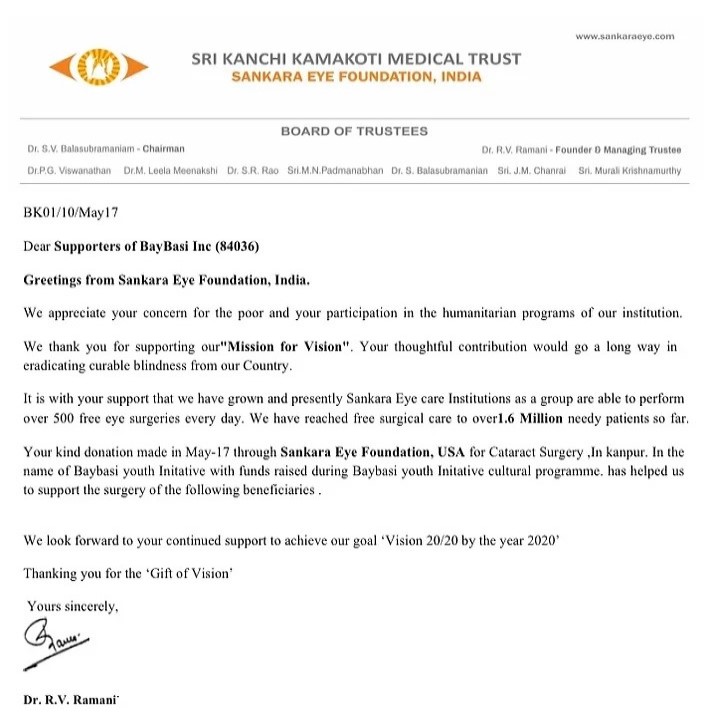 www.sankaraeye.com
SRI KANCHI KAMAKOTI MEDICAL TRUST
SANKARA EYE FOUNDATION, INDIA
BOARD OF TRUSTEES
Dr. S.V. Balasubramaniam - Chairman Dr. R.V. Ramani - Founder & Managing Trustee
Dr.P.G. Viswanathan Dr.M. Leela Meenakshi Dr. S.R. Rao Sri.M.N.Padmanabhan Dr. S. Balasubramanian Sri. J.M. Chanrai Sri. Murali Krishnamurthy
BK01/10/May17
Dear Supporters of BayBasi Inc (84036)
Greetings from Sankara Eye Foundation, India.
We appreciate your concern for the poor and your participation in the humanitarian programs of our institution.
We thank you for supporting our"Mission for Vision". Your thoughtful contribution would go a long way in
eradicating curable blindness from our Country.
It is with your support that we have grown and presently Sankara Eye care Institutions as a group are able to perform
over 500 free eye surgeries every day. We have reached free surgical care to over1.6 Million needy patients so far.
Your kind donation made in May-17 through Sankara Eye Foundation, USA for Cataract Surgery ,In kanpur. In the
name of Baybasi youth Initative with funds raised during Baybasi youth Initative cultural programme. has helped us
to support the surgery of the following beneficiaries .
We look forward to your continued support to achieve our goal ‘Vision 20/20 by the year 2020’
Thanking you for the ‘Gift of Vision’
Yours sincerely,
Dr. R.V. Ramani